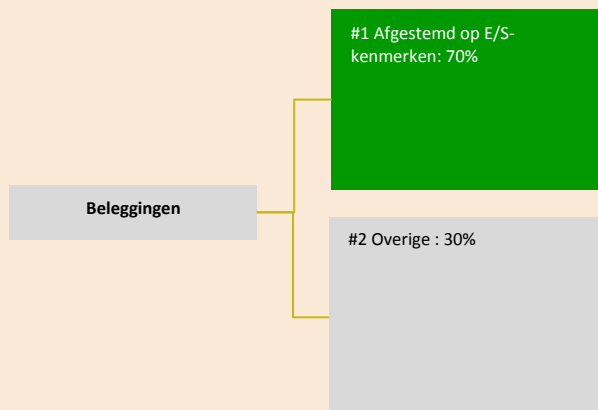 #1 Afgestemd op E/S-
kenmerken: 70%
Beleggingen
#2 Overige : 30%